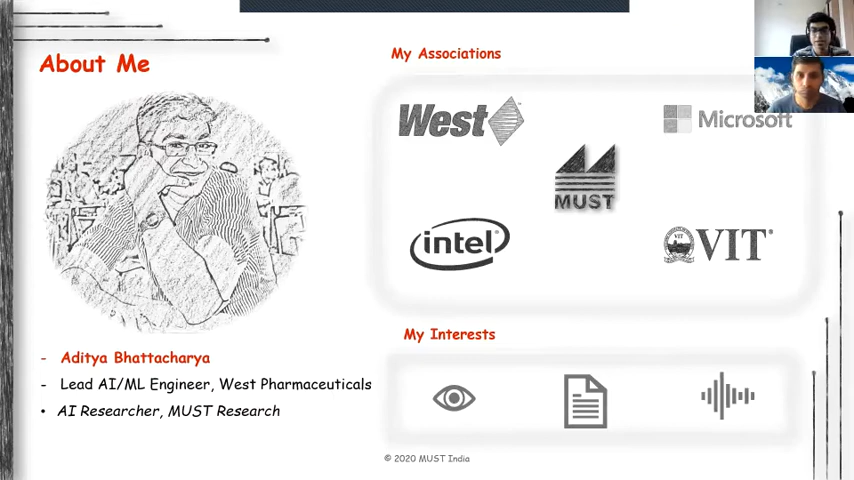 About Me
- Aditya Bhattacharya
- Lead AI/ML Engineer, West Pharmaceuticals
• AI Researcher, MUST Research
My Associations
West
Microsoft
MUST
intel
VIT
VIT
My Interests
© 2020 MUST India